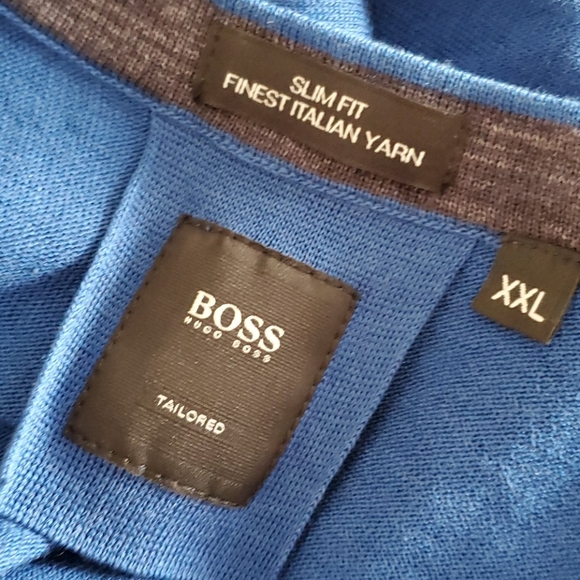 SLIM FIT
FINEST ITALIAN YARN
XXL
BOSS
HUGO BOSS
TAILORED